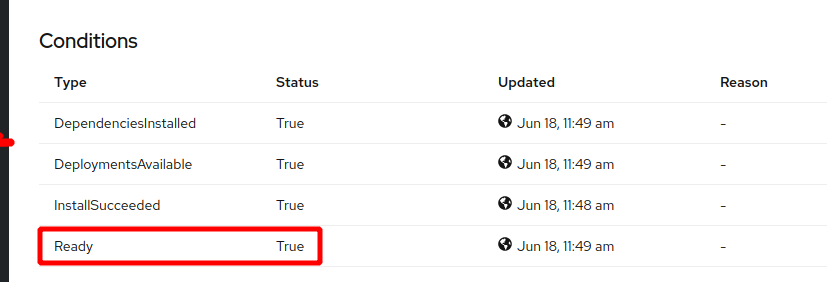 Conditions
Type Status Updated Reason
DependenciesInstalled True Jun 18, 11:49 am -
DeploymentsAvailable True Jun 18, 11:49 am -
InstallSucceeded True Jun 18, 11:48 am -
Ready True Jun 18, 11:49 am -